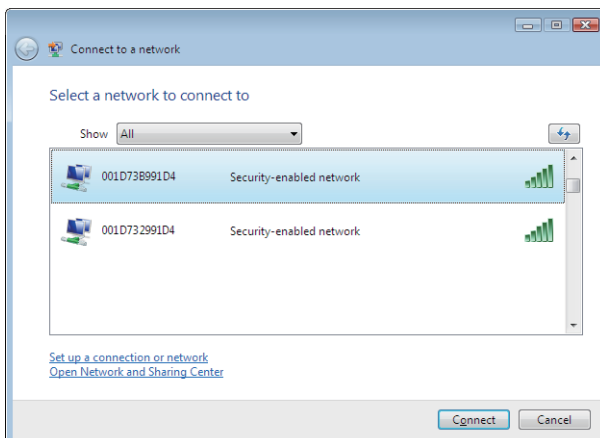 Connect to a network
Select a network to connect to
Show All
001D73B991D4 Security-enabled network
001D732991D4 Security-enabled network
Set up a connection or network
Open Network and Sharing Center
Connect Cancel